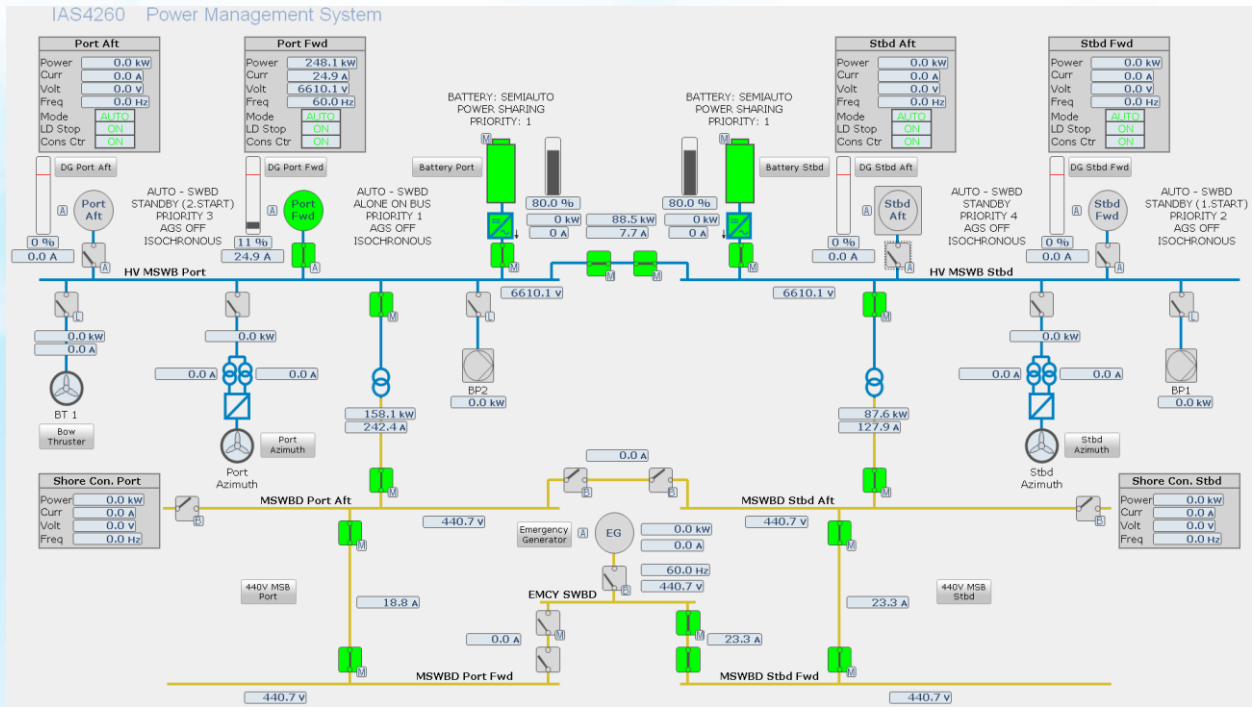 IAS4260 Power Management System
Port Aft
Power 0.0 kW
Curr 0.0 A
Volt 0.0 V
Freq 0.0 Hz
Mode AUTO
LD Stop ON
Cons Ctr ON
Port Fwd
Power 248.1 kW
Curr 24.9 A
Volt 6610.1 V
Freq 60.0 Hz
Mode AUTO
LD Stop ON
Cons Ctr ON
Stbd Aft
Power 0.0 kW
Curr 0.0 A
Volt 0.0 V
Freq 0.0 Hz
Mode AUTO
LD Stop ON
Cons Ctr ON
Stbd Fwd
Power 0.0 kW
Curr 0.0 A
Volt 0.0 V
Freq 0.0 Hz
Mode AUTO
LD Stop ON
Cons Ctr ON
BATTERY: SEMIAUTO
POWER SHARING
PRIORITY: 1
BATTERY: SEMIAUTO
POWER SHARING
PRIORITY: 1
M
M
DG Port Aft
DG Port Fwd
Battery Port
Battery Stbd
DG Stbd Aft
DG Stbd Fwd
A
Port
Aft
AUTO - SWBD
STANDBY (2.START)
PRIORITY 3
AGS OFF
ISOCHRONOUS
A
Port
Fwd
AUTO - SWBD
ALONE ON BUS
PRIORITY 1
AGS OFF
ISOCHRONOUS
80.0 %
0 kW
0 A
88.5 kW
7.7 A
80.0 %
0 kW
0 A
A
Stbd
Aft
AUTO - SWBD
STANDBY
PRIORITY 4
AGS OFF
ISOCHRONOUS
A
Stbd
Fwd
AUTO - SWBD
STANDBY (1.START)
PRIORITY 2
AGS OFF
ISOCHRONOUS
0 %
0.0 A
A
11 %
24.9 A
A
M
M
M
M
0 %
0.0 A
A
0 %
0.0 A
A
HV MSWB Port
HV MSWB Stbd
6610.1 V
6610.1 V
L
M
L
M
L
0.0 kW
0.0 A
0.0 kW
0.0 kW
0.0 A
0.0 A
0.0 A
0.0 A
BT 1
BP2
0.0 kW
BP1
0.0 kW
158.1 kW
242.4 A
87.6 kW
127.9 A
Bow
Thruster
Port
Azimuth
Port
Azimuth
Stbd
Azimuth
Stbd
Azimuth
0.0 A
Shore Con. Port
Power 0.0 kW
Curr 0.0 A
Volt 0.0 V
Freq 0.0 Hz
Shore Con. Stbd
Power 0.0 kW
Curr 0.0 A
Volt 0.0 V
Freq 0.0 Hz
M
B
B
M
MSWBD Port Aft
MSWBD Stbd Aft
B
B
440.7 V
440.7 V
Emergency
Generator
A
EG
0.0 kW
0.0 A
M
M
60.0 Hz
440.7 V
B
440V MSB
Port
440V MSB
Stbd
EMCY SWBD
18.8 A
23.3 A
0.0 A
M
M
23.3 A
M
M
MSWBD Port Fwd
MSWBD Stbd Fwd
440.7 V
440.7 V